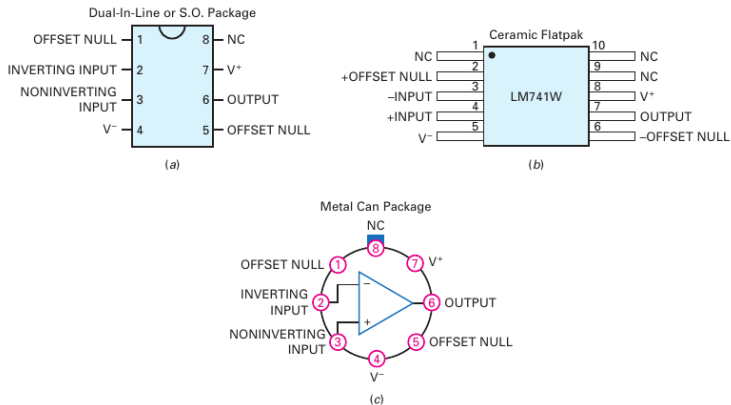 Dual-In-Line or S.O. Package
OFFSET NULL 1 8 NC
INVERTING INPUT 2 7 V+
NONINVERTING
INPUT 3 6 OUTPUT
V− 4 5 OFFSET NULL
(a)
Ceramic Flatpak
NC 1 10 NC
+OFFSET NULL 2 9 NC
−INPUT 3 LM741W 8 V+
+INPUT 4 7 OUTPUT
V− 5 6 −OFFSET NULL
(b)
Metal Can Package
NC
8
OFFSET NULL 1 7 V+
−
INVERTING
INPUT 2 6 OUTPUT
+
NONINVERTING
INPUT 3 5 OFFSET NULL
4
V−
(c)